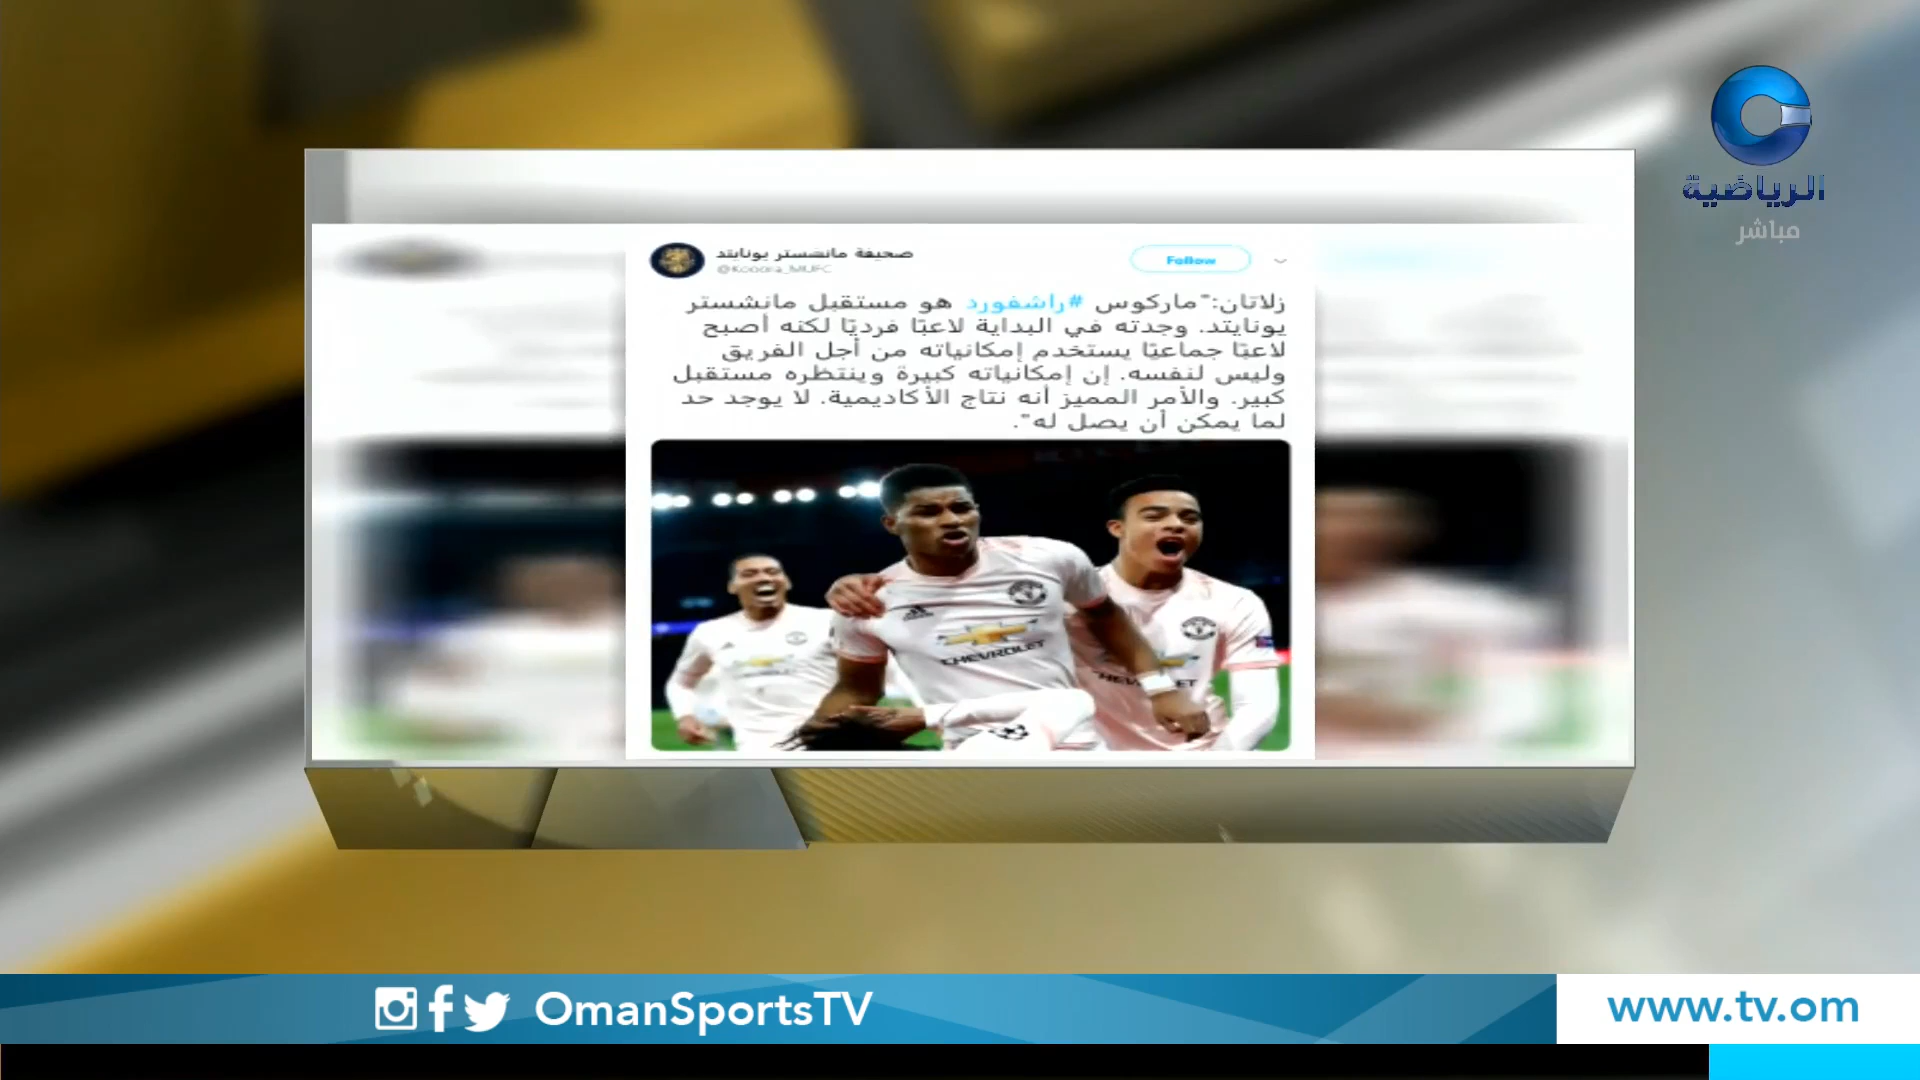 الرياضية
مباشر
صحيفة مانشستر يونايتد
@Kooora_MUFC
Follow
زلاتان:"ماركوس #راشفورد هو مستقبل مانشستر
يونايتد. وجدته في البداية لاعبًا فرديًا لكنه أصبح
لاعبًا جماعيًا يستخدم إمكانياته من أجل الفريق
وليس لنفسه. إن إمكانياته كبيرة وينتظره مستقبل
كبير. والأمر المميز أنه نتاج الأكاديمية. لا يوجد حد
لما يمكن أن يصل له".
CHEVROLET
OmanSportsTV
www.tv.om